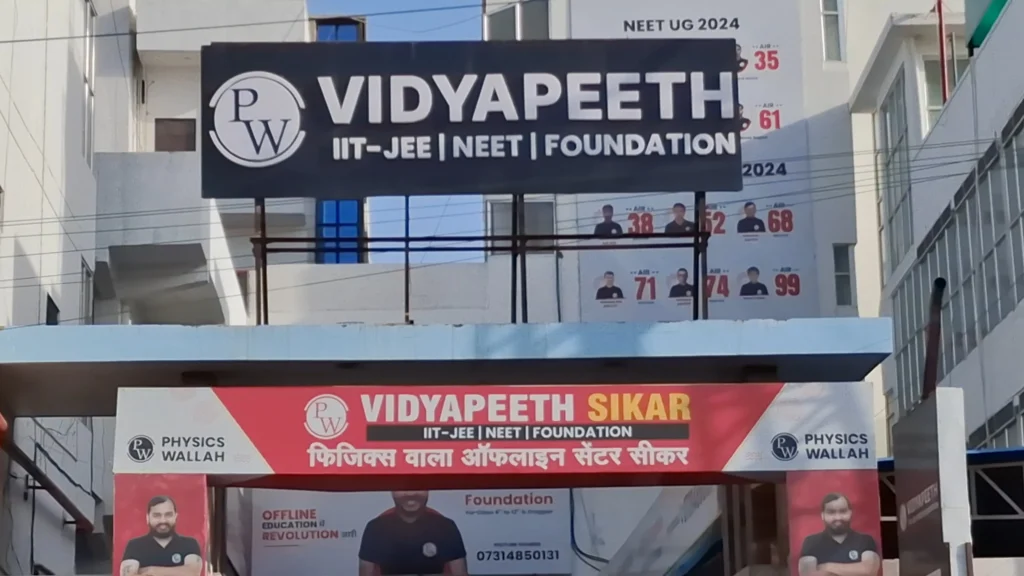 NEET UG 2024
AIR
35
61
PW
VIDYAPEETH
IIT-JEE | NEET | FOUNDATION
2024
AIR AIR AIR
38 52 68
AIR AIR AIR
71 74 99
PW VIDYAPEETH SIKAR
IIT-JEE | NEET | FOUNDATION
फिजिक्स वाला ऑफलाइन सेंटर सीकर
PW PHYSICS
WALLAH
PW PHYSICS
WALLAH
OFFLINE
EDUCATION में
REVOLUTION जारी
Foundation
07314850131
VIDYAPEETH